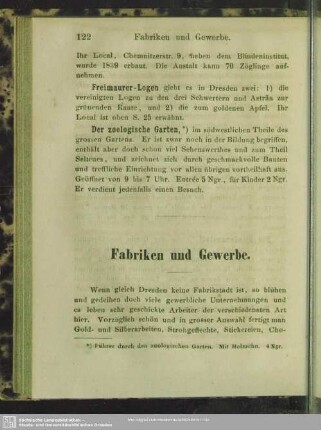 122 Fabriken und Gewerbe.
Ihr Local, Chemnitzerstr. 9, neben dem Blindeninstitut,
wurde 1839 erbaut. Die Anstalt kann 70 Zöglinge auf-
nehmen.
Freimaurer-Logen giebt es in Dresden zwei: 1) die
vereinigten Logen zu den drei Schwertern und Asträa zur
grünenden Raute, und 2) die zum goldenen Apfel. Ihr
Local ist oben S. 25 erwähnt.
Der zoologische Garten,*) im südwestlichen Theile des
grossen Gartens. Er ist zwar noch in der Bildung begriffen,
enthält aber doch schon viel Sehenswerthes und zum Theil
Seltenes, und zeichnet sich durch geschmackvolle Bauten
und treffliche Einrichtung vor allen übrigen vortheilhaft aus.
Geöffnet von 9 bis 7 Uhr. Entrée 5 Ngr., für Kinder 2 Ngr.
Er verdient jedenfalls einen Besuch.
Fabriken und Gewerbe.
Wenn gleich Dresden keine Fabrikstadt ist, so blühen
und gedeihen doch viele gewerbliche Unternehmungen und
es leben sehr geschickte Arbeiter der verschiedensten Art
hier. Vorzüglich schön und in grosser Auswahl fertigt man
Gold- und Silberarbeiten, Strohgeflechte, Stickereien, Cho-
*) Führer durch den zoologischen Garten. Mit Holzschn. 4 Ngr.